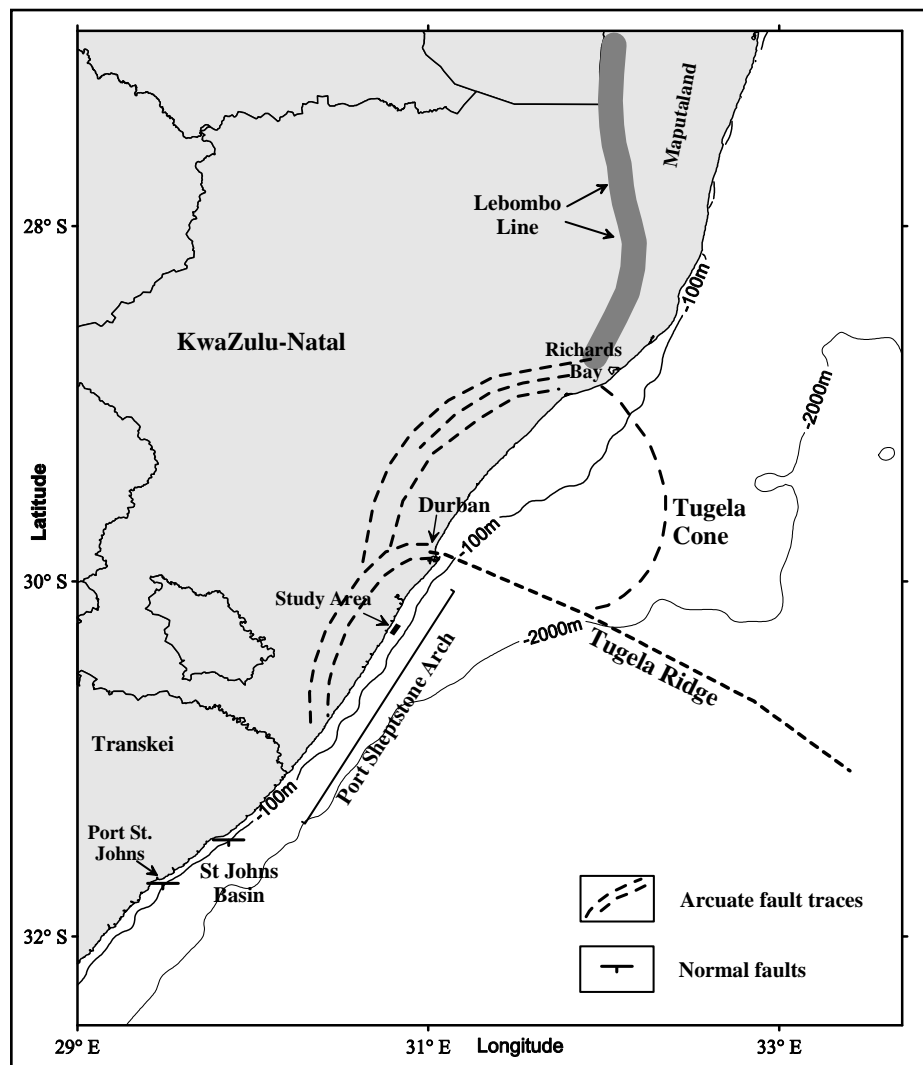 Maputaland
Lebombo
Line
28° S
-100m
KwaZulu-Natal
Richards
Bay
-2000m
Latitude
Durban
Tugela
Cone
-100m
30° S
Study Area
-2000m
Tugela Ridge
Port Sheptstone Arch
Transkei
-100m
Port St.
Johns
St Johns
Basin
Arcuate fault traces
32° S
Normal faults
29° E
31° E
Longitude
33° E